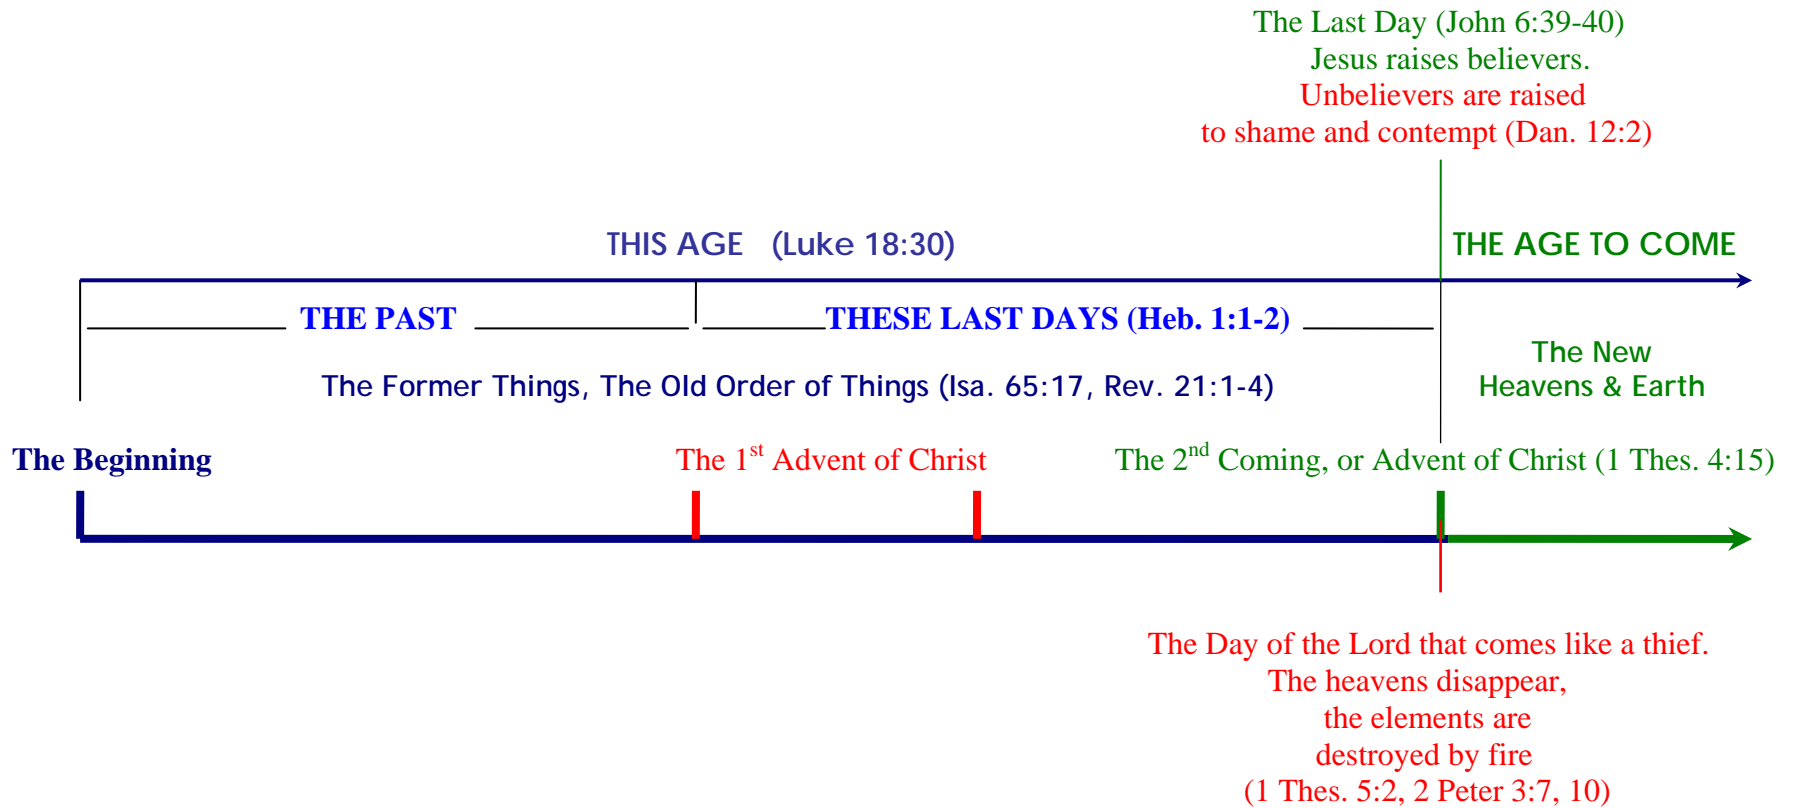 The Last Day (John 6:39-40)
Jesus raises believers.
Unbelievers are raised
to shame and contempt (Dan. 12:2)
THIS AGE (Luke 18:30)
THE AGE TO COME
THE PAST
THESE LAST DAYS (Heb. 1:1-2)
The New
Heavens & Earth
The Former Things, The Old Order of Things (Isa. 65:17, Rev. 21:1-4)
The Beginning
The 1st Advent of Christ
The 2nd Coming, or Advent of Christ (1 Thes. 4:15)
The Day of the Lord that comes like a thief.
The heavens disappear,
the elements are
destroyed by fire
(1 Thes. 5:2, 2 Peter 3:7, 10)